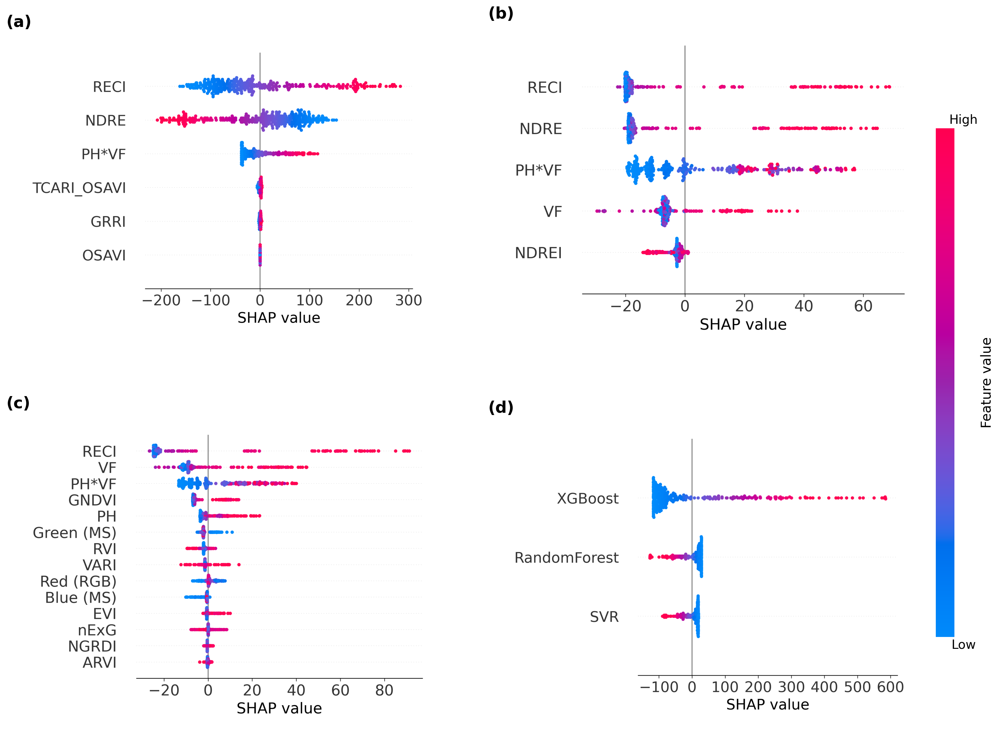 (a)
RECI
NDRE
PH*VF
TCARI_OSAVI
GRRI
OSAVI
−200 −100 0 100 200 300
SHAP value
(b)
RECI
NDRE
PH*VF
VF
NDREI
−20 0 20 40 60
SHAP value
(c)
RECI
VF
PH*VF
GNDVI
PH
Green (MS)
RVI
VARI
Red (RGB)
Blue (MS)
EVI
nExG
NGRDI
ARVI
−20 0 20 40 60 80
SHAP value
(d)
XGBoost
RandomForest
SVR
−100 0 100 200 300 400 500 600
SHAP value
High
Feature value
Low